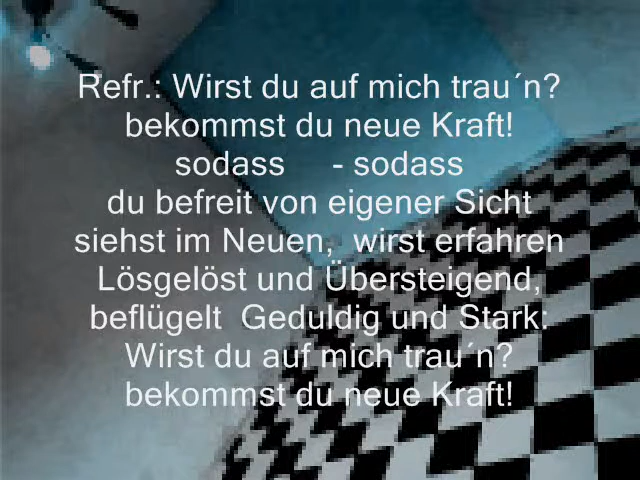 Refr.: Wirst du auf mich trau´n?
bekommst du neue Kraft!
sodass - sodass
du befreit von eigener Sicht
siehst im Neuen, wirst erfahren
Lösgelöst und Übersteigend,
beflügelt Geduldig und Stark:
Wirst du auf mich trau´n?
bekommst du neue Kraft!